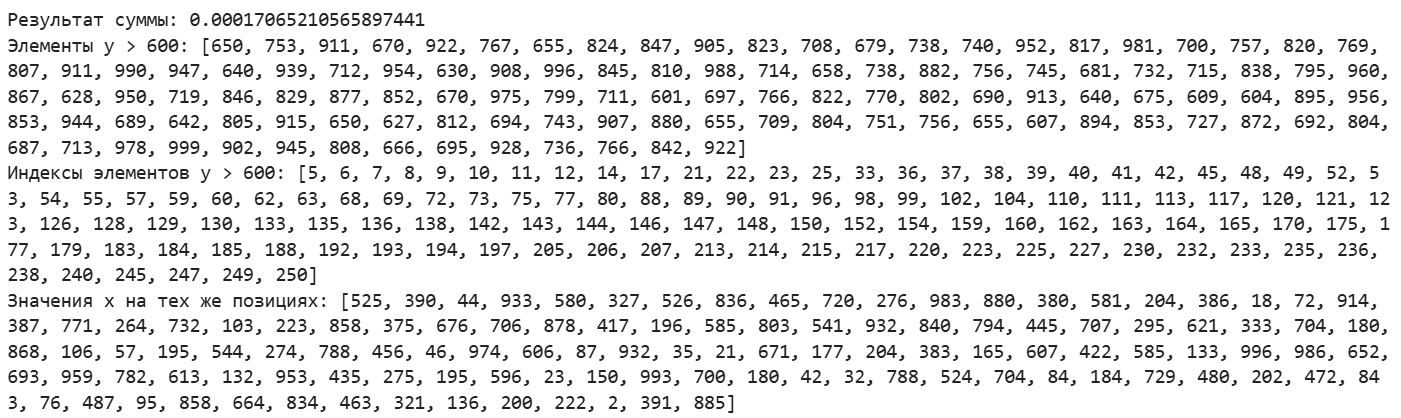 Результат суммы: 0.00017065210565897441
Элементы y > 600: [650, 753, 911, 670, 922, 767, 655, 824, 847, 905, 823, 708, 679, 738, 740, 952, 817, 981, 700, 757, 820, 769,
807, 911, 990, 947, 640, 939, 712, 954, 630, 908, 996, 845, 810, 988, 714, 658, 738, 882, 756, 745, 681, 732, 715, 838, 795, 960,
867, 628, 950, 719, 846, 829, 877, 852, 670, 975, 799, 711, 601, 697, 766, 822, 770, 802, 690, 913, 640, 675, 609, 604, 895, 956,
853, 944, 689, 642, 805, 915, 650, 627, 812, 694, 743, 907, 880, 655, 709, 804, 751, 756, 655, 607, 894, 853, 727, 872, 692, 804,
687, 713, 978, 999, 902, 945, 808, 666, 695, 928, 736, 766, 842, 922]
Индексы элементов y > 600: [5, 6, 7, 8, 9, 10, 11, 12, 14, 17, 21, 22, 23, 25, 33, 36, 37, 38, 39, 40, 41, 42, 45, 48, 49, 52, 5
3, 54, 55, 57, 59, 60, 62, 63, 68, 69, 72, 73, 75, 77, 80, 88, 89, 90, 91, 96, 98, 99, 102, 104, 110, 111, 113, 117, 120, 121, 12
3, 126, 128, 129, 130, 133, 135, 136, 138, 142, 143, 144, 146, 147, 148, 150, 152, 154, 159, 160, 162, 163, 164, 165, 170, 175, 1
77, 179, 183, 184, 185, 188, 192, 193, 194, 197, 205, 206, 207, 213, 214, 215, 217, 220, 223, 225, 227, 230, 232, 233, 235, 236,
238, 240, 245, 247, 249, 250]
Значения x на тех же позициях: [525, 390, 44, 933, 580, 327, 526, 836, 465, 720, 276, 983, 880, 380, 581, 204, 386, 18, 72, 914,
387, 771, 264, 732, 103, 223, 858, 375, 676, 706, 878, 417, 196, 585, 803, 541, 932, 840, 794, 445, 707, 295, 621, 333, 704, 180,
868, 106, 57, 195, 544, 274, 788, 456, 46, 974, 606, 87, 932, 35, 21, 671, 177, 204, 383, 165, 607, 422, 585, 133, 996, 986, 652,
693, 959, 782, 613, 132, 953, 435, 275, 195, 596, 23, 150, 993, 700, 180, 42, 32, 788, 524, 704, 84, 184, 729, 480, 202, 472, 84
3, 76, 487, 95, 858, 664, 834, 463, 321, 136, 200, 222, 2, 391, 885]